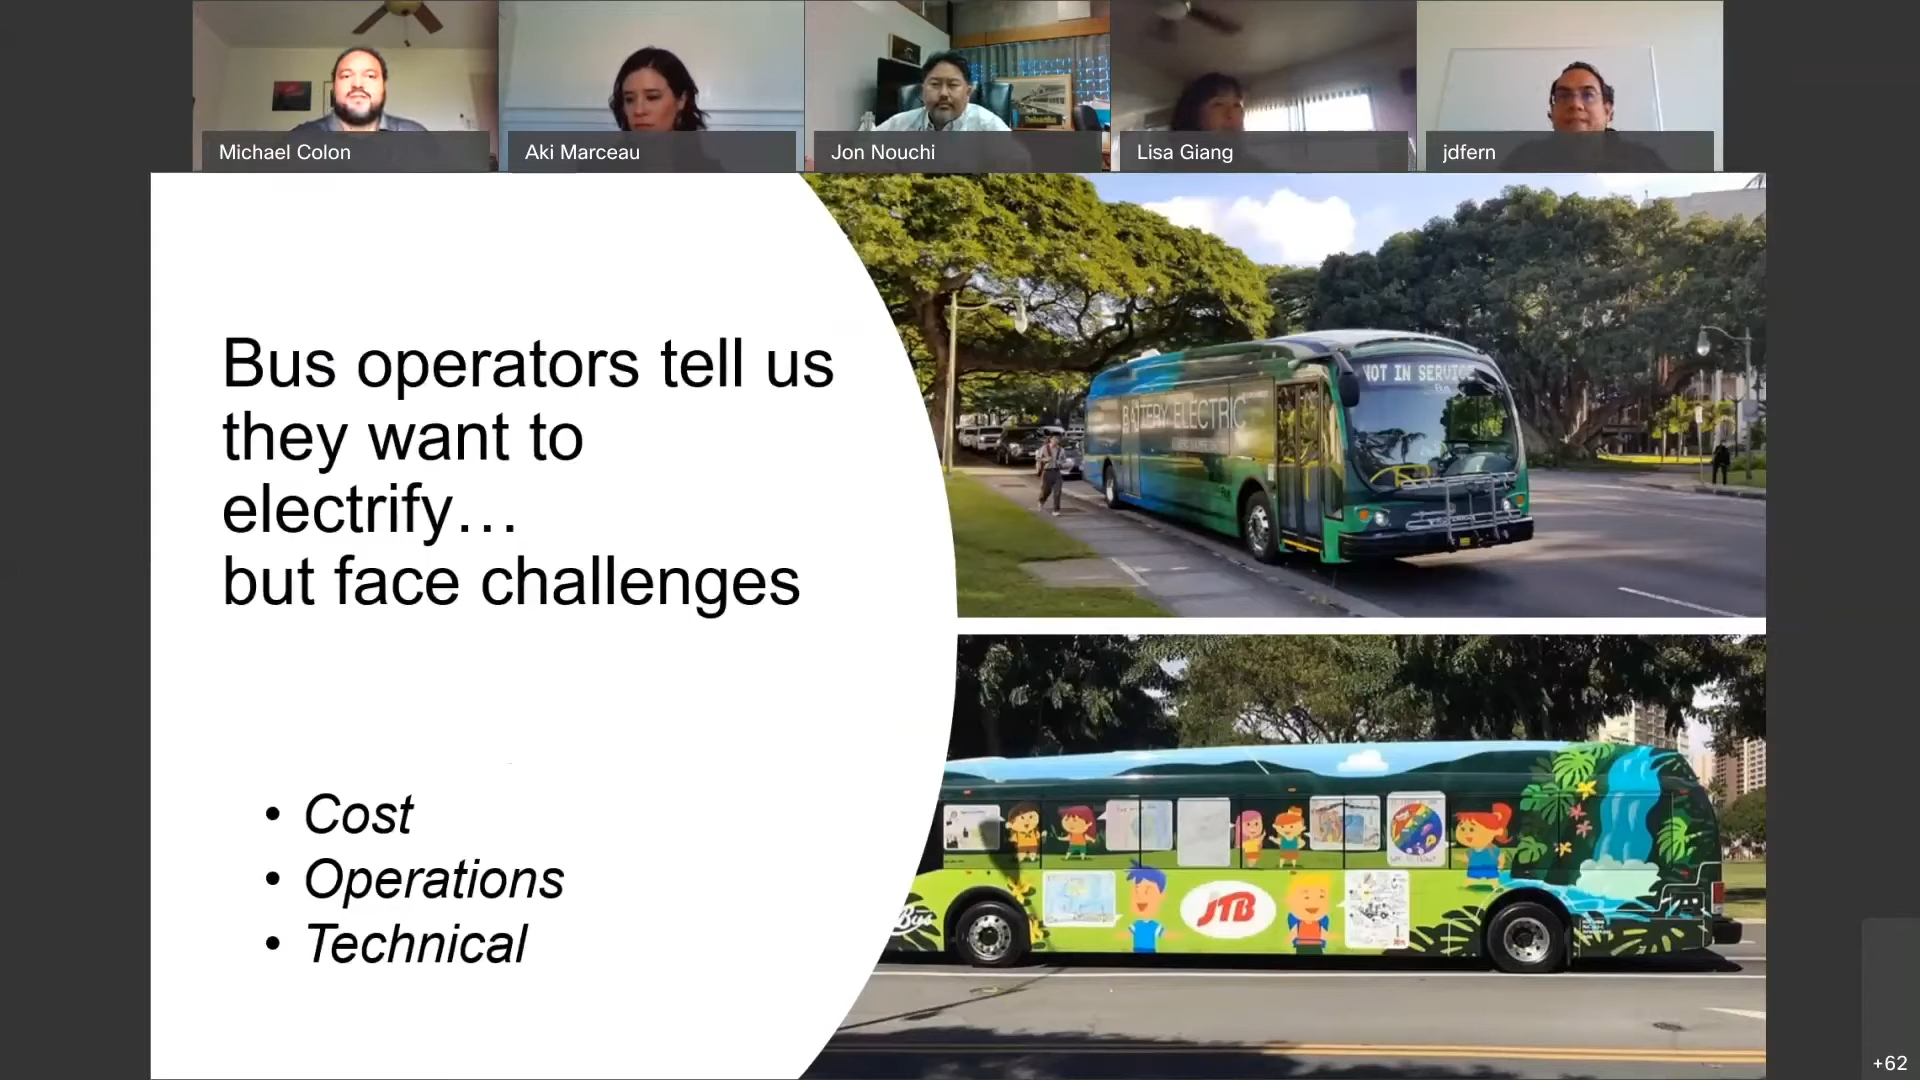 Michael Colon
Aki Marceau
Jon Nouchi
Lisa Giang
jdfern
Bus operators tell us
they want to
electrify…
but face challenges
• Cost
• Operations
• Technical
NOT IN SERVICE
BATTERY ELECTRIC
JTB
Bus
+62